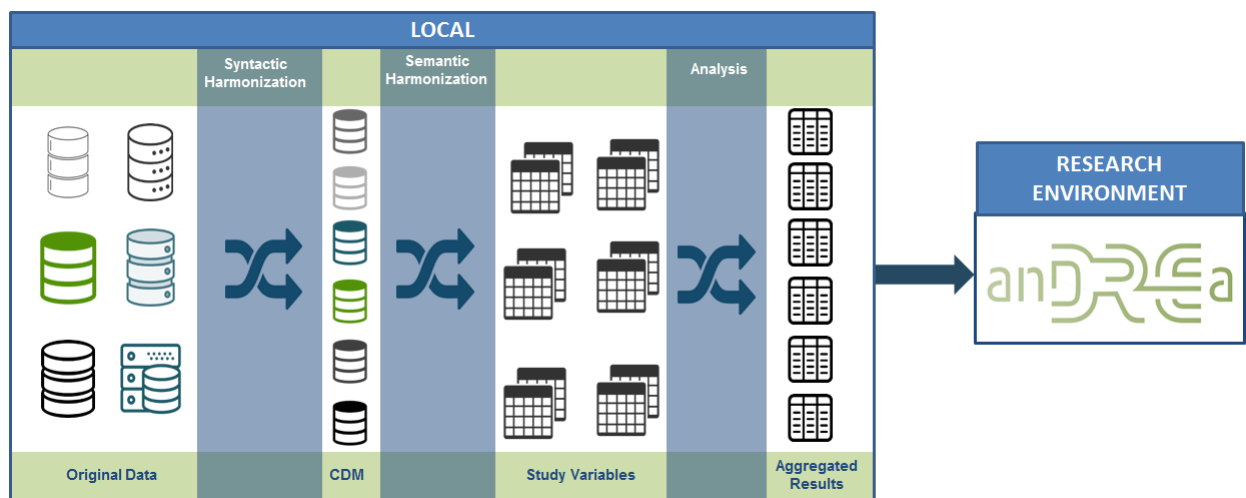 LOCAL
Syntactic
Harmonization
Semantic
Harmonization
Analysis
RESEARCH
ENVIRONMENT
anDREa
Original Data
CDM
Study Variables
Aggregated
Results